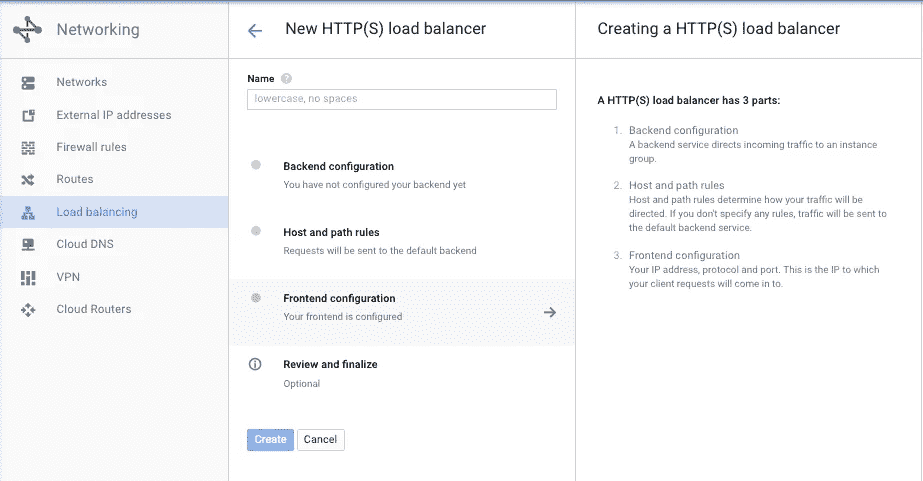 Networking
Networks
External IP addresses
Firewall rules
Routes
Load balancing
Cloud DNS
VPN
Cloud Routers
New HTTP(S) load balancer
Name ?
lowercase, no spaces
Backend configuration
You have not configured your backend yet
Host and path rules
Requests will be sent to the default backend
Frontend configuration
Your frontend is configured
Review and finalize
Optional
Create Cancel
Creating a HTTP(S) load balancer
A HTTP(S) load balancer has 3 parts:
1. Backend configuration
A backend service directs incoming traffic to an instance
group.
2. Host and path rules
Host and path rules determine how your traffic will be
directed. If you don't specify any rules, traffic will be sent to
the default backend service.
3. Frontend configuration
Your IP address, protocol and port. This is the IP to which
your client requests will come in to.